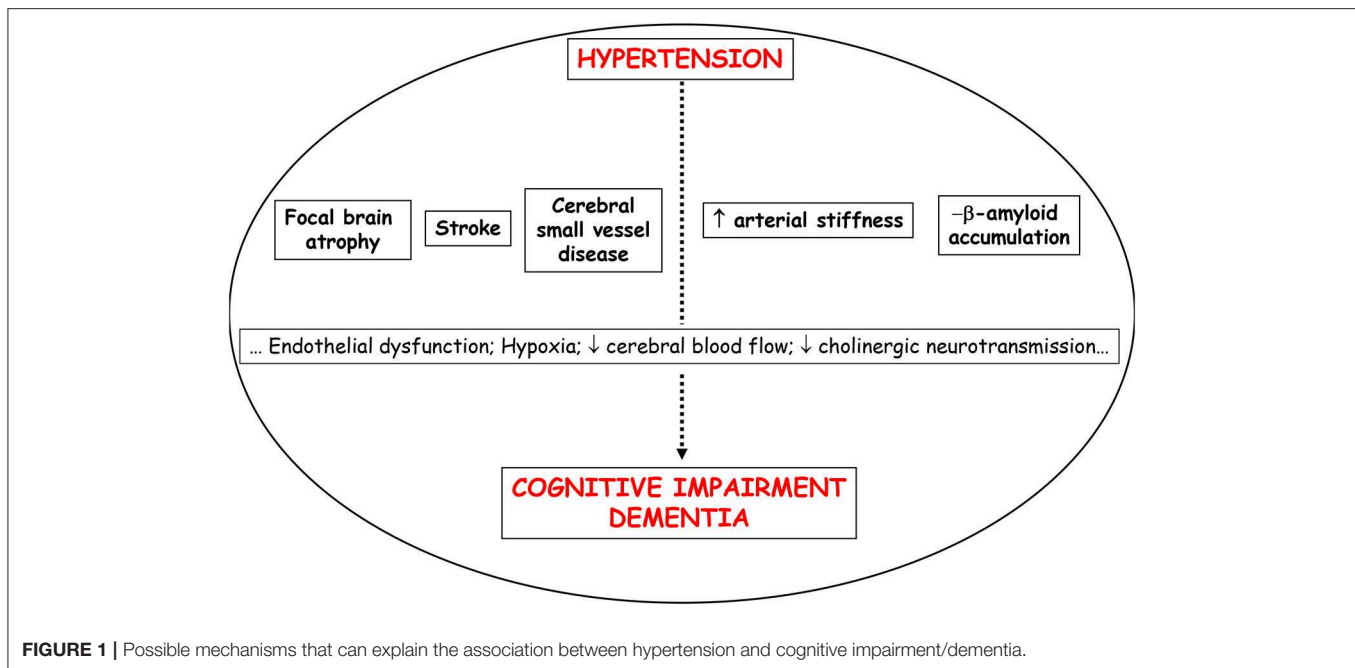 HYPERTENSION
Focal brain
atrophy
Stroke
Cerebral
small vessel
disease
↑ arterial stiffness
–β-amyloid
accumulation
... Endothelial dysfunction; Hypoxia; ↓ cerebral blood flow; ↓ cholinergic neurotransmission...
COGNITIVE IMPAIRMENT
DEMENTIA
FIGURE 1 | Possible mechanisms that can explain the association between hypertension and cognitive impairment/dementia.